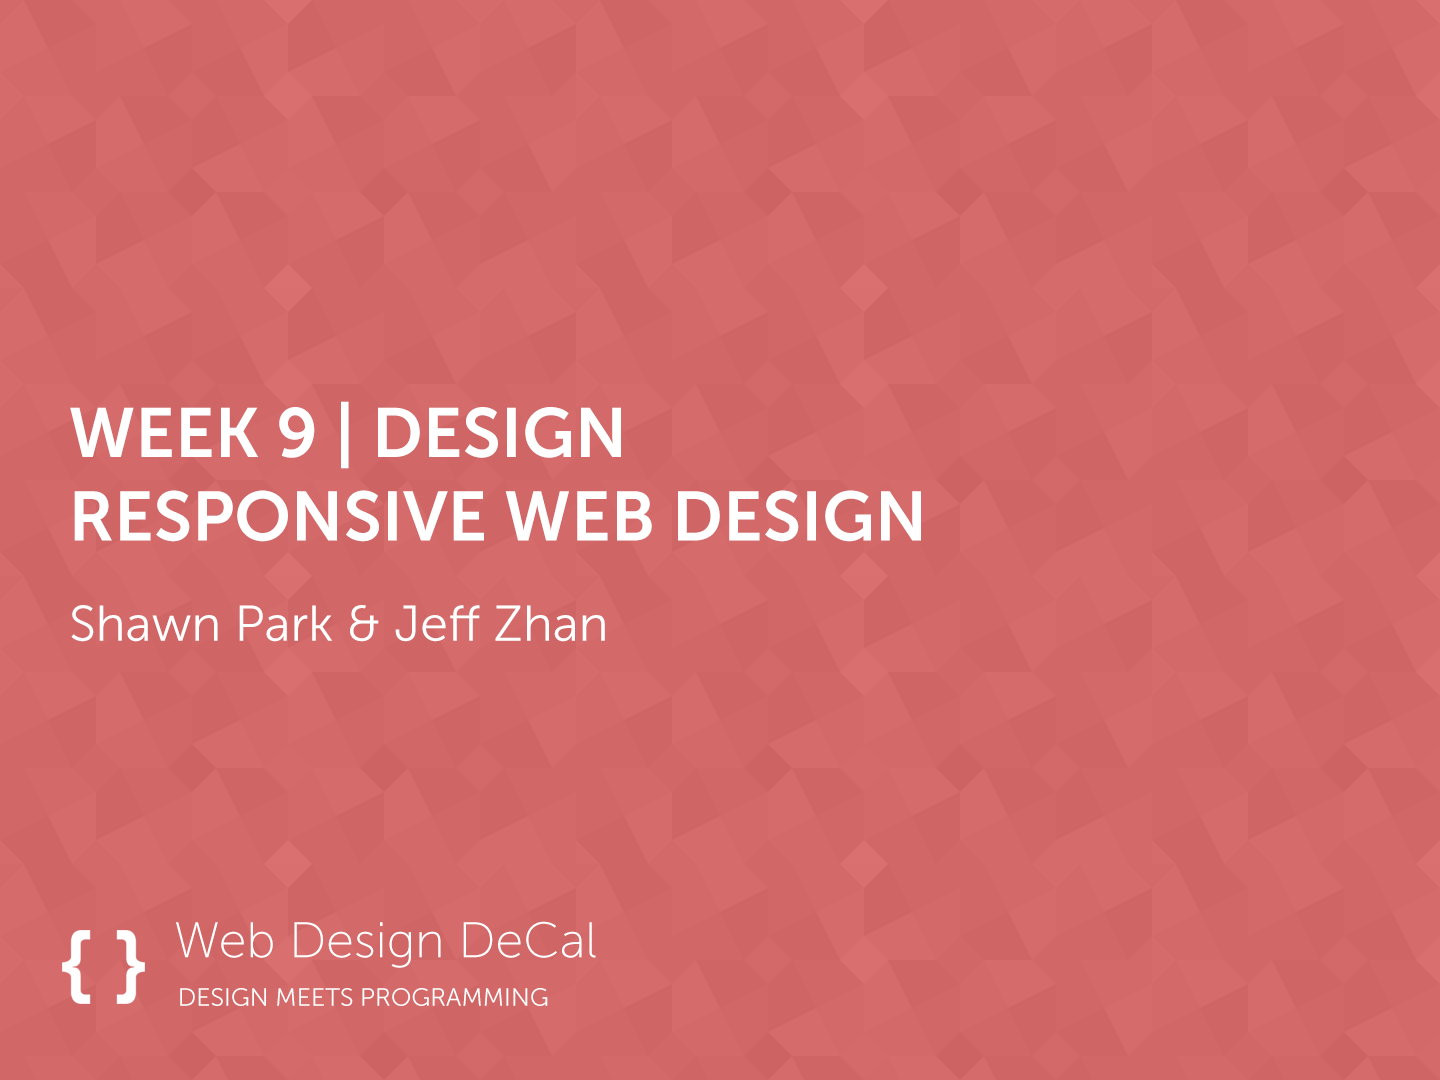 WEEK 9 | DESIGN
RESPONSIVE WEB DESIGN
Shawn Park & Jeff Zhan
{ } Web Design DeCal
DESIGN MEETS PROGRAMMING